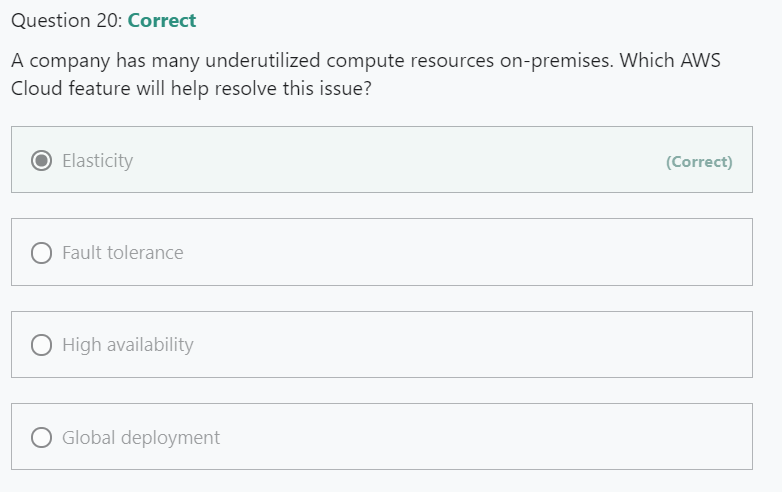 Question 20: Correct
A company has many underutilized compute resources on-premises. Which AWS
Cloud feature will help resolve this issue?
Elasticity (Correct)
Fault tolerance
High availability
Global deployment